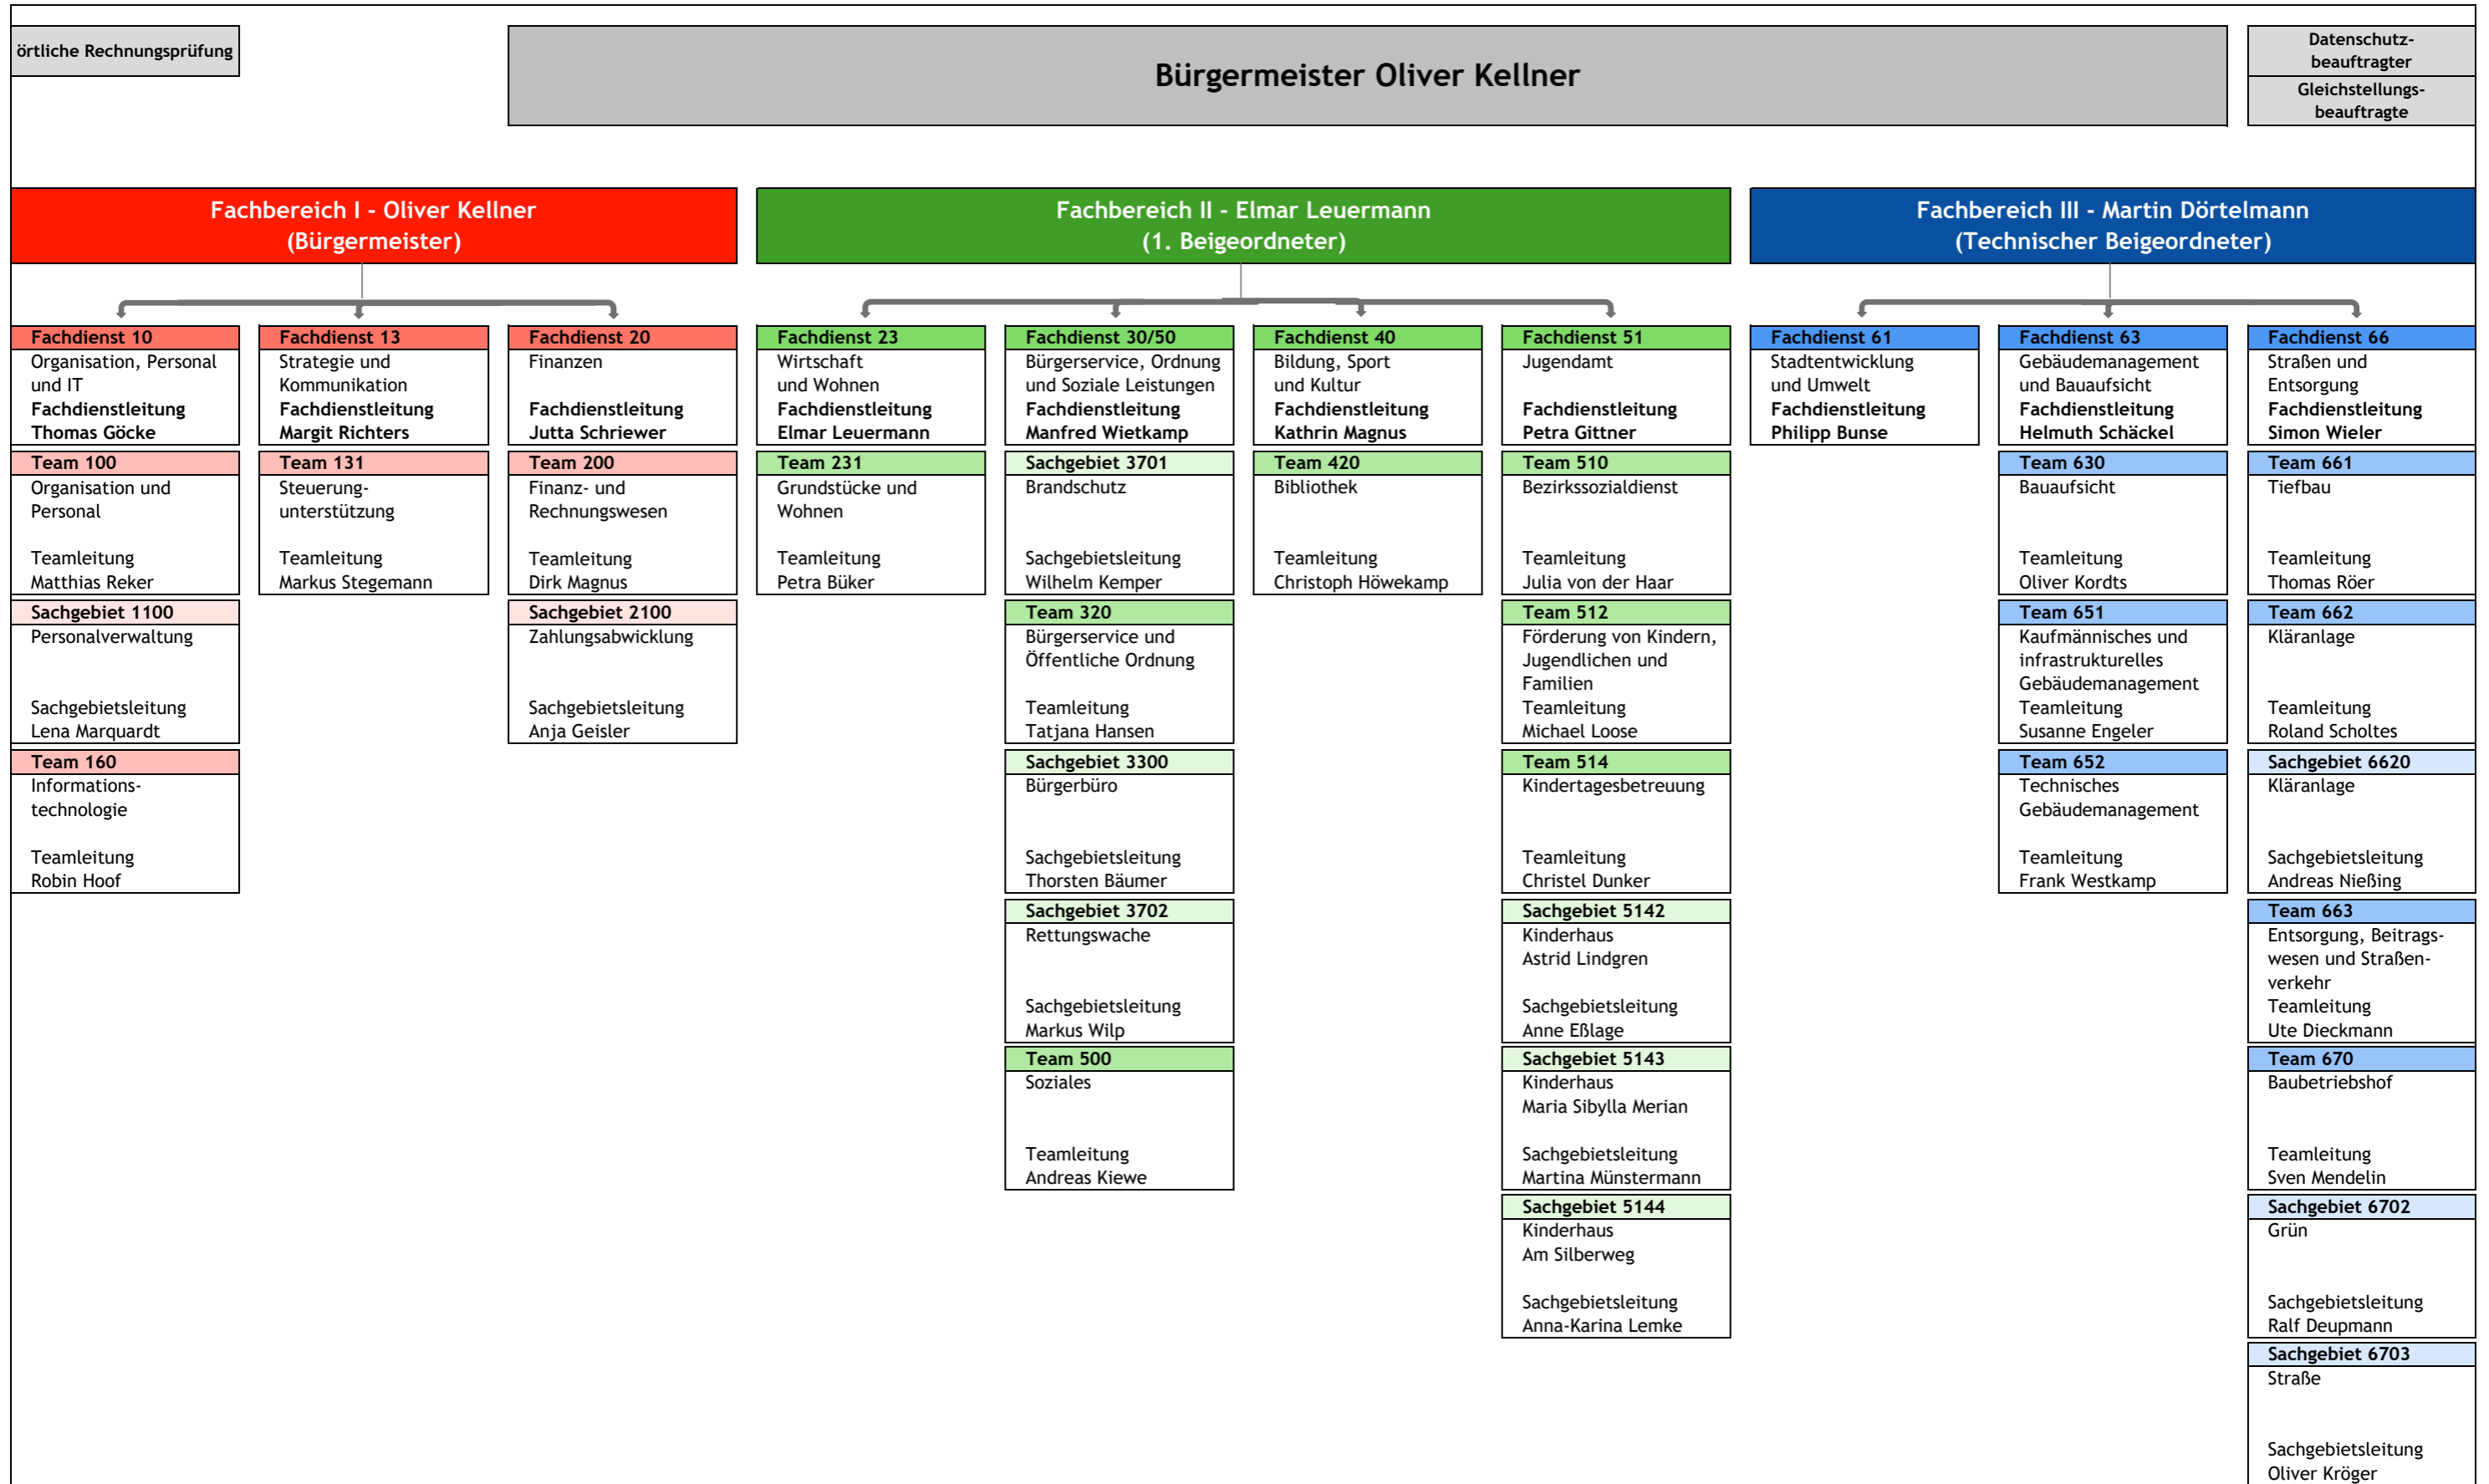 örtliche Rechnungsprüfung
Bürgermeister Oliver Kellner
Datenschutz-
beauftragter
Gleichstellungs-
beauftragte
Fachbereich I - Oliver Kellner
(Bürgermeister)
Fachbereich II - Elmar Leuermann
(1. Beigeordneter)
Fachbereich III - Martin Dörtelmann
(Technischer Beigeordneter)
Fachdienst 10
Organisation, Personal
und IT
Fachdienstleitung
Thomas Göcke
Team 100
Organisation und
Personal
Teamleitung
Matthias Reker
Sachgebiet 1100
Personalverwaltung
Sachgebietsleitung
Lena Marquardt
Team 160
Informations-
technologie
Teamleitung
Robin Hoof
Fachdienst 13
Strategie und
Kommunikation
Fachdienstleitung
Margit Richters
Team 131
Steuerung-
unterstützung
Teamleitung
Markus Stegemann
Fachdienst 20
Finanzen
Fachdienstleitung
Jutta Schriewer
Team 200
Finanz- und
Rechnungswesen
Teamleitung
Dirk Magnus
Sachgebiet 2100
Zahlungsabwicklung
Sachgebietsleitung
Anja Geisler
Fachdienst 23
Wirtschaft
und Wohnen
Fachdienstleitung
Elmar Leuermann
Team 231
Grundstücke und
Wohnen
Teamleitung
Petra Büker
Fachdienst 30/50
Bürgerservice, Ordnung
und Soziale Leistungen
Fachdienstleitung
Manfred Wietkamp
Sachgebiet 3701
Brandschutz
Sachgebietsleitung
Wilhelm Kemper
Team 320
Bürgerservice und
Öffentliche Ordnung
Teamleitung
Tatjana Hansen
Sachgebiet 3300
Bürgerbüro
Sachgebietsleitung
Thorsten Bäumer
Sachgebiet 3702
Rettungswache
Sachgebietsleitung
Markus Wilp
Team 500
Soziales
Teamleitung
Andreas Kiewe
Fachdienst 40
Bildung, Sport
und Kultur
Fachdienstleitung
Kathrin Magnus
Team 420
Bibliothek
Teamleitung
Christoph Höwekamp
Fachdienst 51
Jugendamt
Fachdienstleitung
Petra Gittner
Team 510
Bezirkssozialdienst
Teamleitung
Julia von der Haar
Team 512
Förderung von Kindern,
Jugendlichen und
Familien
Teamleitung
Michael Loose
Team 514
Kindertagesbetreuung
Teamleitung
Christel Dunker
Sachgebiet 5142
Kinderhaus
Astrid Lindgren
Sachgebietsleitung
Anne Eßlage
Sachgebiet 5143
Kinderhaus
Maria Sibylla Merian
Sachgebietsleitung
Martina Münstermann
Sachgebiet 5144
Kinderhaus
Am Silberweg
Sachgebietsleitung
Anna-Karina Lemke
Fachdienst 61
Stadtentwicklung
und Umwelt
Fachdienstleitung
Philipp Bunse
Fachdienst 63
Gebäudemanagement
und Bauaufsicht
Fachdienstleitung
Helmuth Schäckel
Team 630
Bauaufsicht
Teamleitung
Oliver Kordts
Team 651
Kaufmännisches und
infrastrukturelles
Gebäudemanagement
Teamleitung
Susanne Engeler
Team 652
Technisches
Gebäudemanagement
Teamleitung
Frank Westkamp
Fachdienst 66
Straßen und
Entsorgung
Fachdienstleitung
Simon Wieler
Team 661
Tiefbau
Teamleitung
Thomas Röer
Team 662
Kläranlage
Teamleitung
Roland Scholtes
Sachgebiet 6620
Kläranlage
Sachgebietsleitung
Andreas Nießing
Team 663
Entsorgung, Beitrags-
wesen und Straßen-
verkehr
Teamleitung
Ute Dieckmann
Team 670
Baubetriebshof
Teamleitung
Sven Mendelin
Sachgebiet 6702
Grün
Sachgebietsleitung
Ralf Deupmann
Sachgebiet 6703
Straße
Sachgebietsleitung
Oliver Kröger